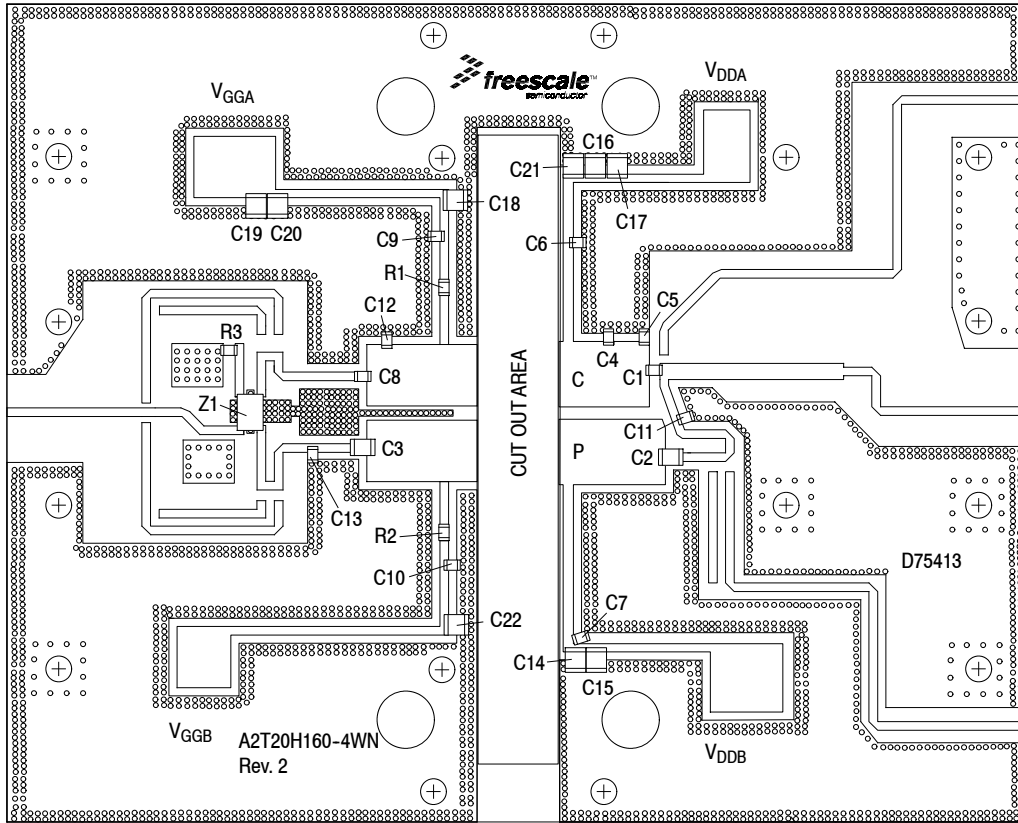 freescale™
semiconductor
VGGA
VDDA
C21
C16
C17
C18
C19
C20
C9
C6
R1
C12
C5
C4
R3
C8
C
C1
Z1
CUT OUT AREA
C11
C3
P
C2
C13
R2
C10
D75413
C22
C7
C14
C15
VGGB
A2T20H160-4WN
Rev. 2
VDDB